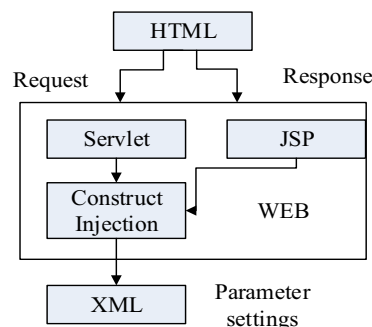 HTML
Request
Response
Servlet
JSP
Construct
Injection
WEB
XML
Parameter
settings